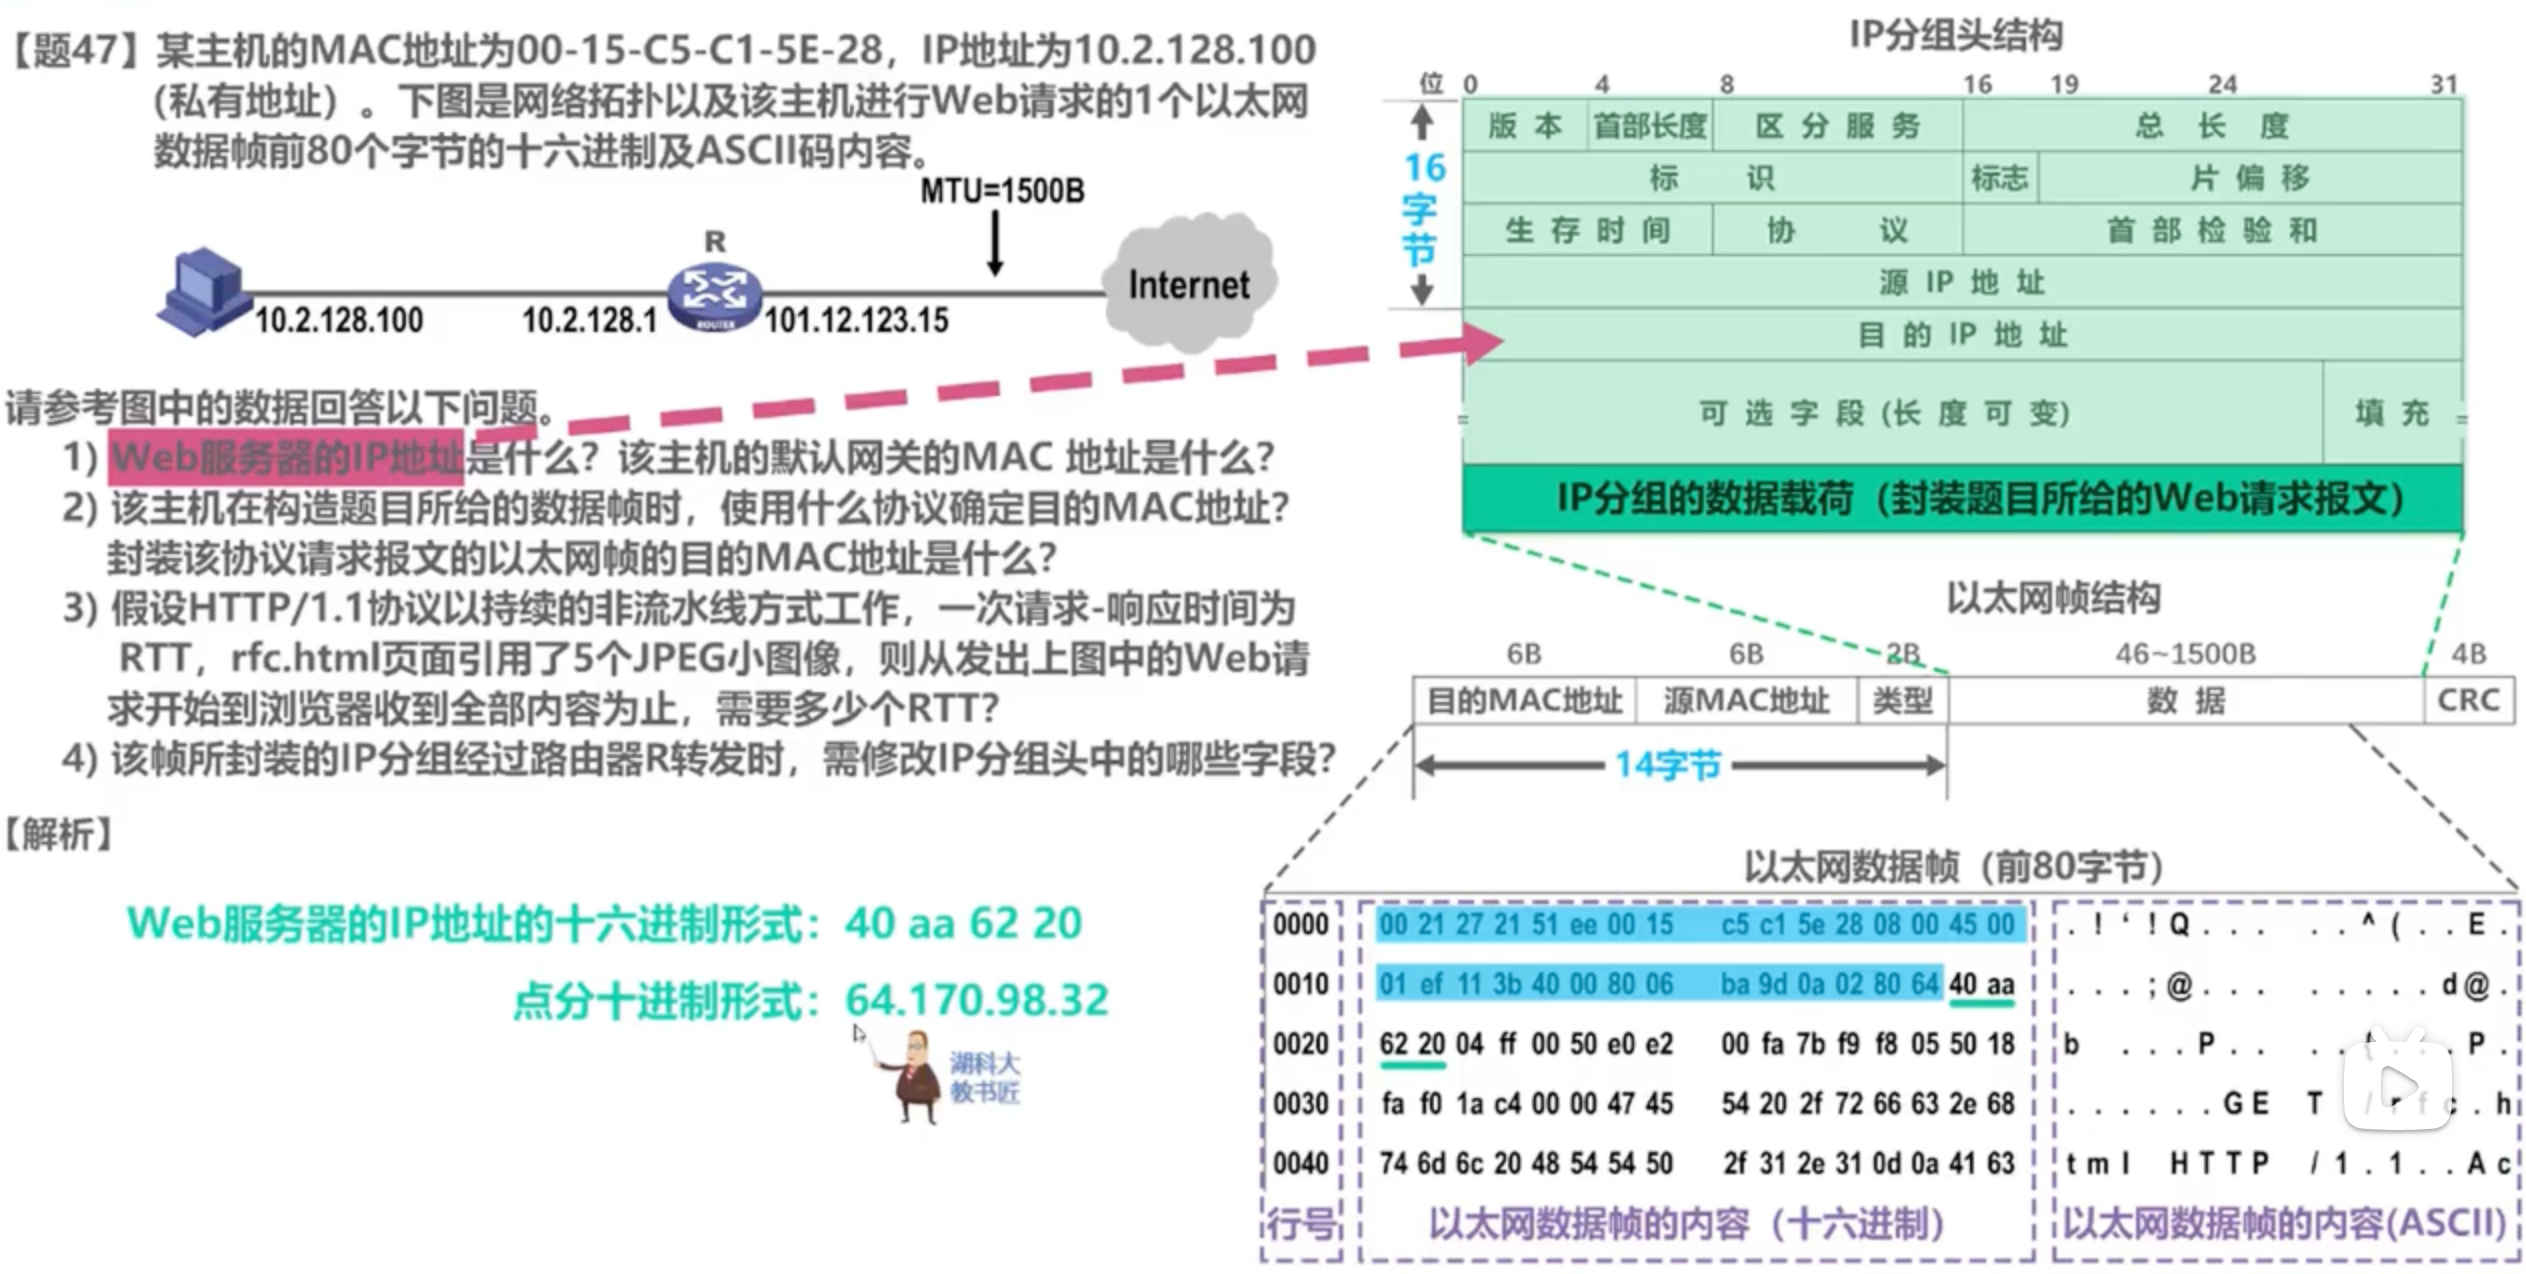 【题47】某主机的MAC地址为00-15-C5-C1-5E-28，IP地址为10.2.128.100
(私有地址）。下图是网络拓扑以及该主机进行Web请求的1个以太网
数据帧前80个字节的十六进制及ASCII码内容。
MTU=1500B
R
Internet
ROUTER
10.2.128.100
10.2.128.1
101.12.123.15
请参考图中的数据回答以下问题。
1) Web服务器的IP地址是什么？该主机的默认网关的MAC 地址是什么？
2) 该主机在构造题目所给的数据帧时，使用什么协议确定目的MAC地址？
封装该协议请求报文的以太网帧的目的MAC地址是什么？
3) 假设HTTP/1.1协议以持续的非流水线方式工作，一次请求-响应时间为
RTT，rfc.html页面引用了5个JPEG小图像，则从发出上图中的Web请
求开始到浏览器收到全部内容为止，需要多少个RTT？
4) 该帧所封装的IP分组经过路由器R转发时，需修改IP分组头中的哪些字段？
【解析】
Web服务器的IP地址的十六进制形式：40 aa 62 20
点分十进制形式：64.170.98.32
湖科大
教书匠
IP分组头结构
位 0 4 8 16 19 24 31
16字节
版本 首部长度 区分服务 总长度
标识 标志 片偏移
生存时间 协议 首部检验和
源IP地址
目的IP地址
可选字段(长度可变) 填充
IP分组的数据载荷（封装题目所给的Web请求报文）
以太网帧结构
6B 6B 2B 46~1500B 4B
目的MAC地址 源MAC地址 类型 数据 CRC
14字节
以太网数据帧（前80字节）
0000 00 21 27 21 51 ee 00 15 c5 c1 5e 28 08 00 45 00 . ! ‘ ! Q . . . . . ^ ( . . E .
0010 01 ef 11 3b 40 00 80 06 ba 9d 0a 02 80 64 40 aa . . . ; @ . . . . . . . . d @ .
0020 62 20 04 ff 00 50 e0 e2 00 fa 7b f9 f8 05 50 18 b . . . P . . . . { . . . P .
0030 fa f0 1a c4 00 00 47 45 54 20 2f 72 66 63 2e 68 . . . . . . G E T / r f c . h
0040 74 6d 6c 20 48 54 54 50 2f 31 2e 31 0d 0a 41 63 t m l H T T P / 1 . 1 . . A c
行号 以太网数据帧的内容（十六进制） 以太网数据帧的内容(ASCII)